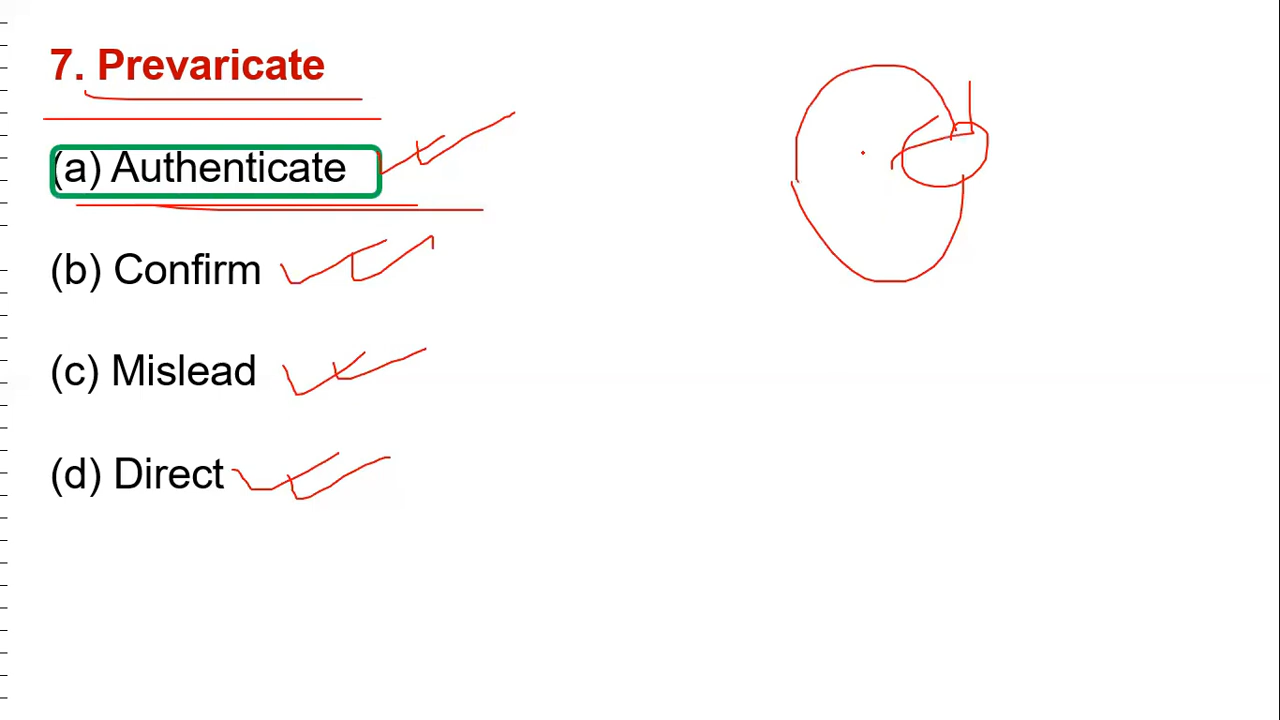 7. Prevaricate
(a) Authenticate
(b) Confirm
(c) Mislead
(d) Direct